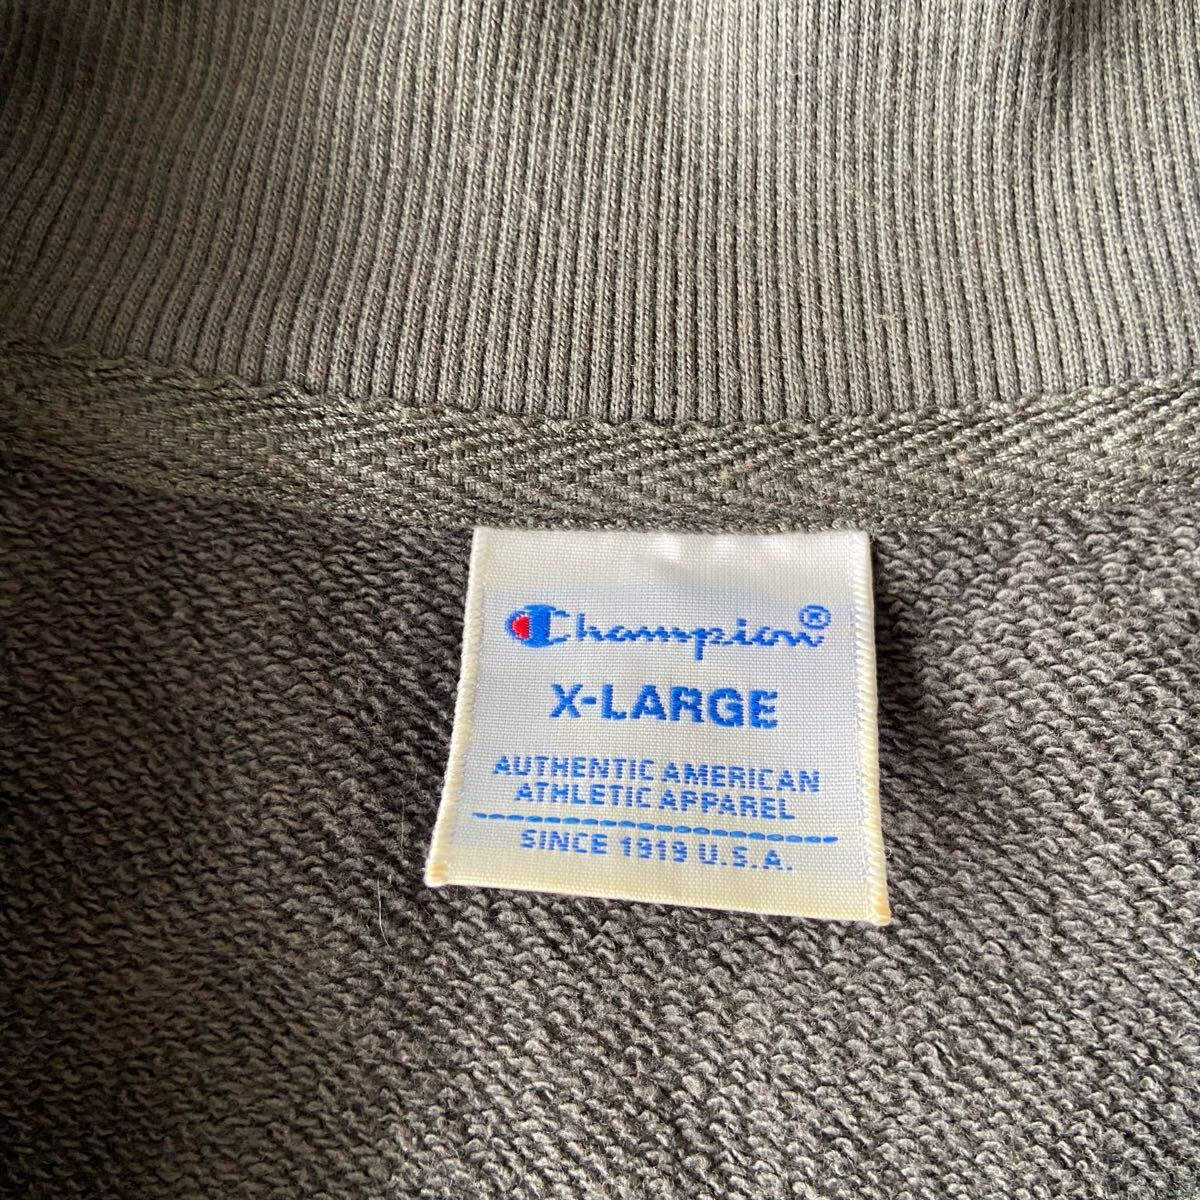 Champion®
X-LARGE
AUTHENTIC AMERICAN
ATHLETIC APPAREL
SINCE 1919 U.S.A.